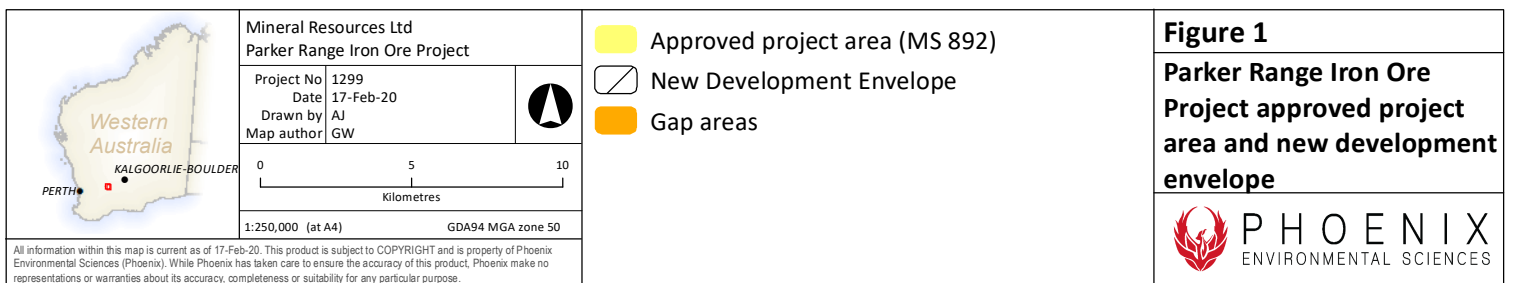 Western
Australia
KALGOORLIE-BOULDER
PERTH
Mineral Resources Ltd
Parker Range Iron Ore Project
Project No 1299
Date 17-Feb-20
Drawn by AJ
Map author GW
0 5 10
Kilometres
1:250,000 (at A4) GDA94 MGA zone 50
All information within this map is current as of 17-Feb-20. This product is subject to COPYRIGHT and is property of Phoenix
Environmental Sciences (Phoenix). While Phoenix has taken care to ensure the accuracy of this product, Phoenix make no
representations or warranties about its accuracy, completeness or suitability for any particular purpose.
Approved project area (MS 892)
New Development Envelope
Gap areas
Figure 1
Parker Range Iron Ore
Project approved project
area and new development
envelope
PHOENIX
ENVIRONMENTAL SCIENCES